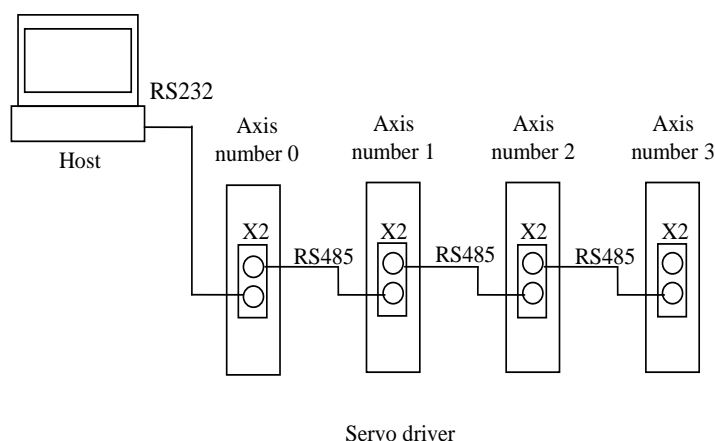 RS232
Host
Axis
number 0
Axis
number 1
Axis
number 2
Axis
number 3
X2
X2
X2
X2
RS485
RS485
RS485
Servo driver